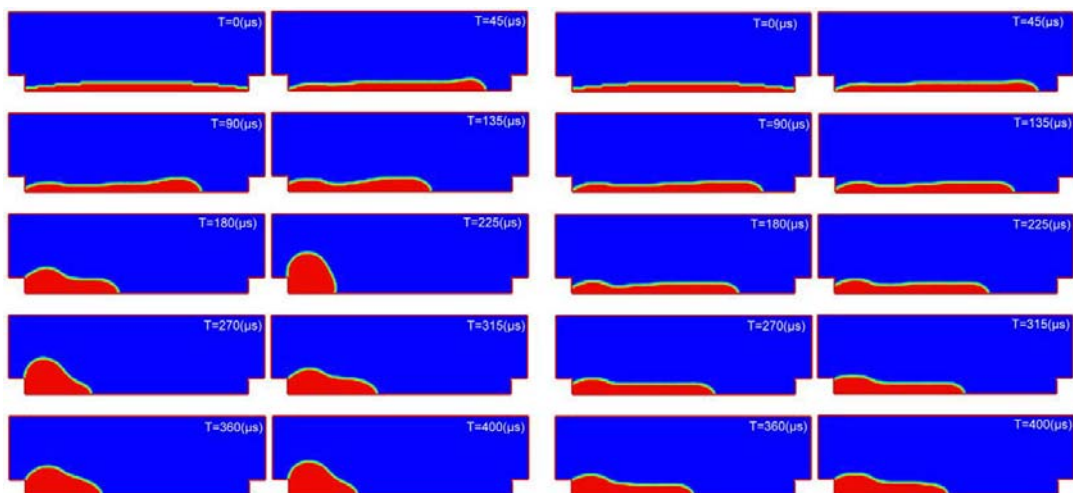 T=0(µs) T=45(µs) T=0(µs) T=45(µs)
T=90(µs) T=135(µs) T=90(µs) T=135(µs)
T=180(µs) T=225(µs) T=180(µs) T=225(µs)
T=270(µs) T=315(µs) T=270(µs) T=315(µs)
T=360(µs) T=400(µs) T=360(µs) T=400(µs)